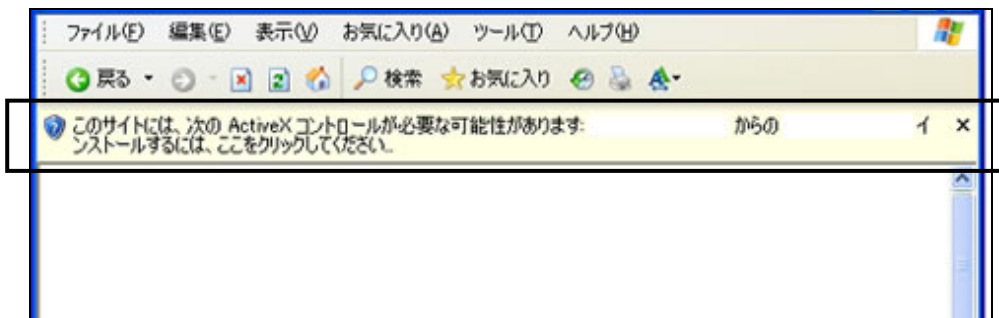 ファイル(F) 編集(E) 表示(V) お気に入り(A) ツール(T) ヘルプ(H)
戻る 検索 お気に入り
このサイトには、次の ActiveX コントロールが必要な可能性があります: からの イ
ンストールするには、ここをクリックしてください...